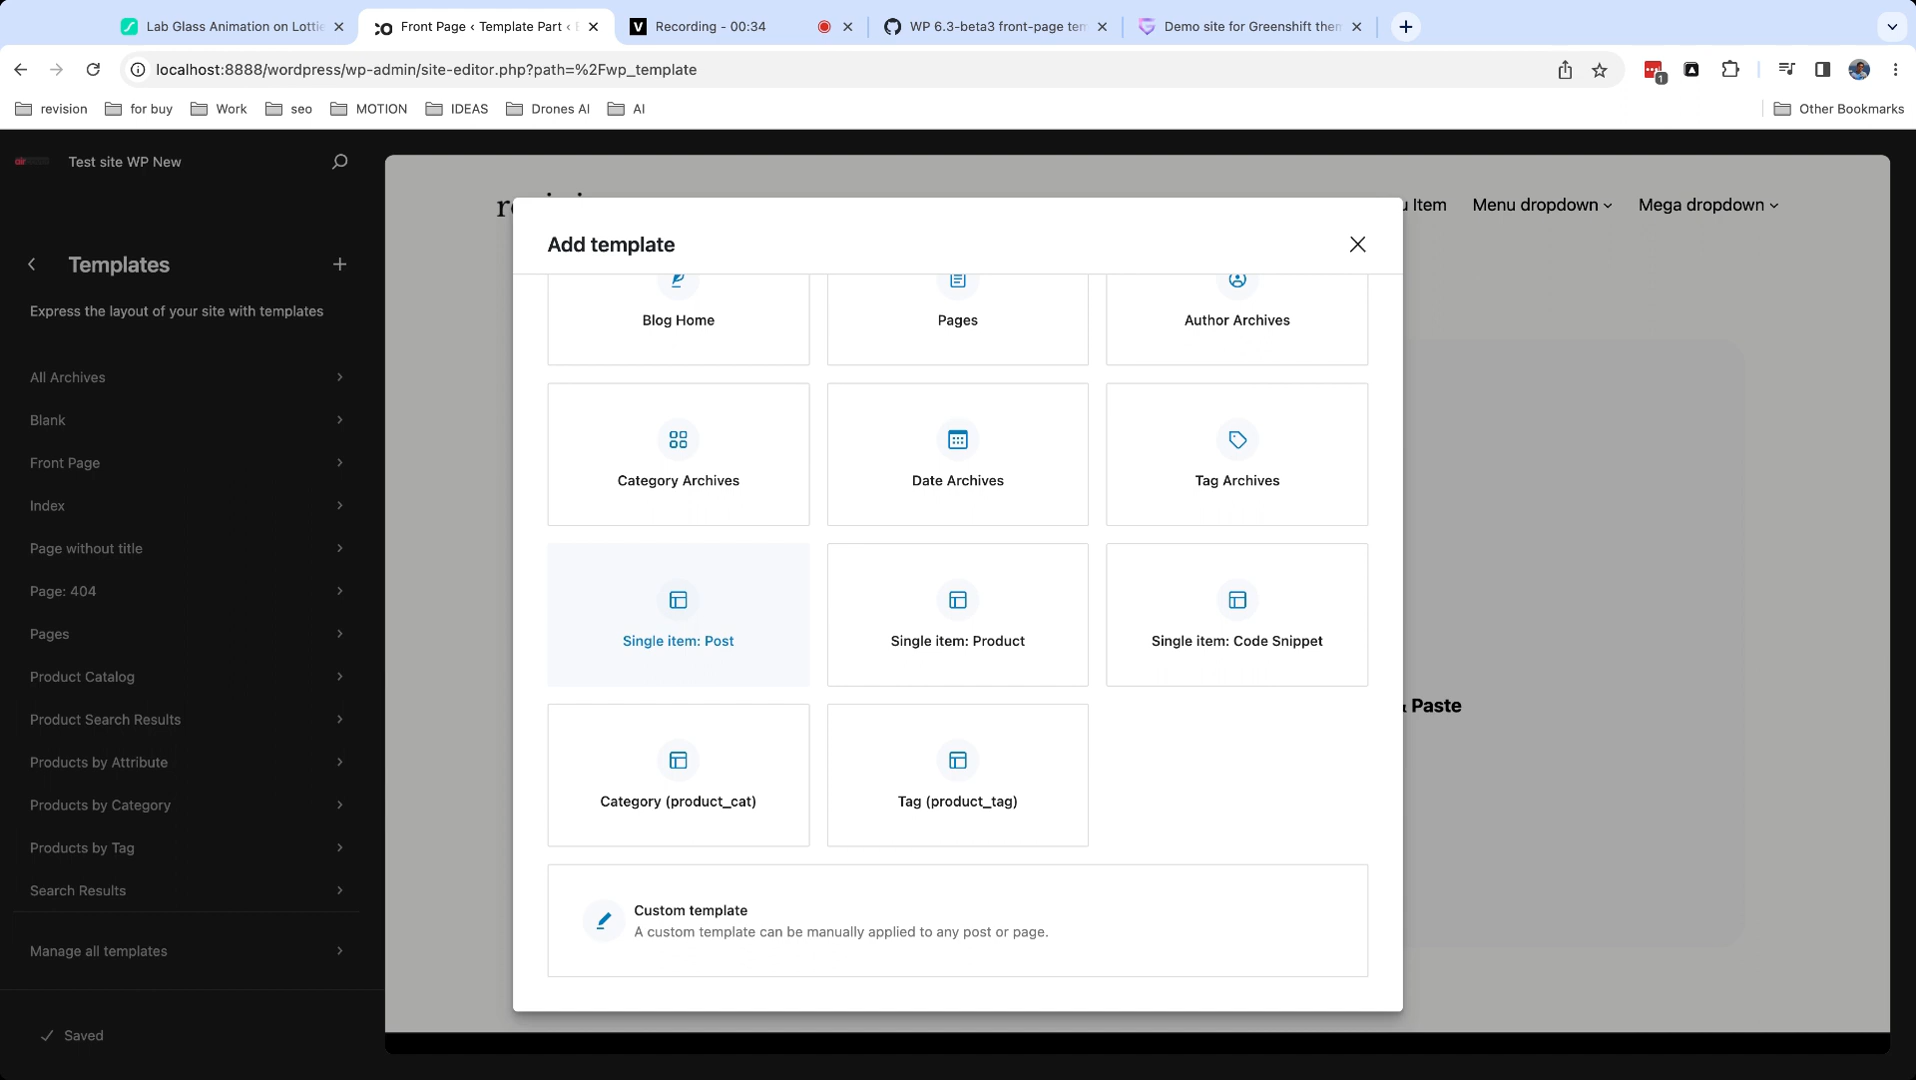 Lab Glass Animation on Lottie
Front Page ‹ Template Part ‹
Recording - 00:34
WP 6.3-beta3 front-page tem
Demo site for Greenshift them
localhost:8888/wordpress/wp-admin/site-editor.php?path=%2Fwp_template
1
revision
for buy
Work
seo
MOTION
IDEAS
Drones AI
AI
Other Bookmarks
air
Test site WP New
Templates
Express the layout of your site with templates
All Archives
Blank
Front Page
Index
Page without title
Page: 404
Pages
Product Catalog
Product Search Results
Products by Attribute
Products by Category
Products by Tag
Search Results
Manage all templates
Saved
Item
Menu dropdown
Mega dropdown
Add template
Blog Home
Pages
Author Archives
Category Archives
Date Archives
Tag Archives
Single item: Post
Single item: Product
Single item: Code Snippet
Category (product_cat)
Tag (product_tag)
Custom template
A custom template can be manually applied to any post or page.
Paste